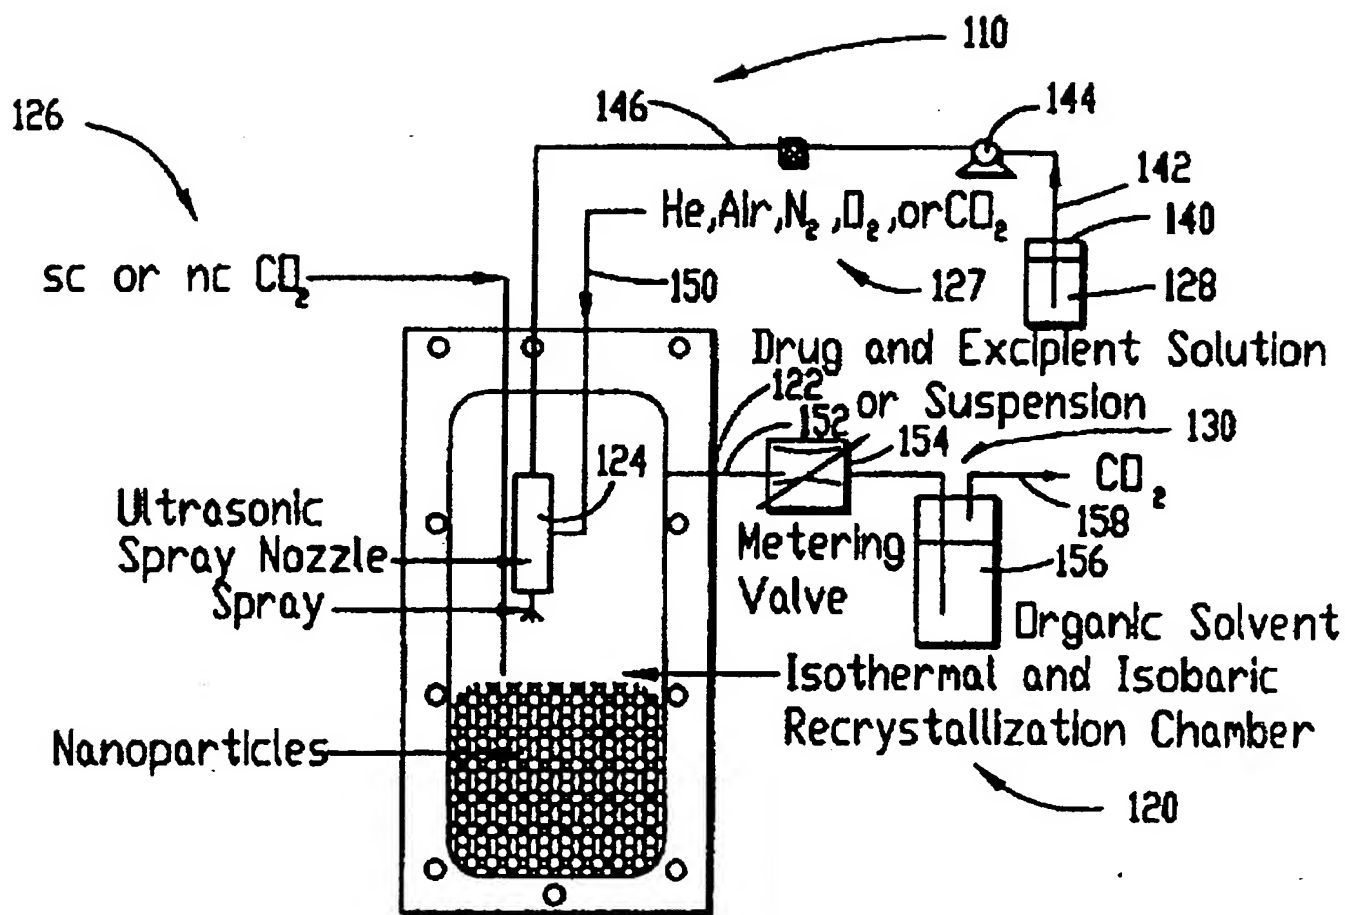 110
126
146
144
142
He, Air, N₂, O₂, or CO₂
140
sc or nc CO₂
150
127
128
Drug and Excipient Solution
or Suspension
122
152
154
130
CO₂
124
158
Ultrasonic
Spray Nozzle
Metering
Valve
156
Spray
Organic Solvent
Isothermal and Isobaric
Recrystallization Chamber
Nanoparticles
120